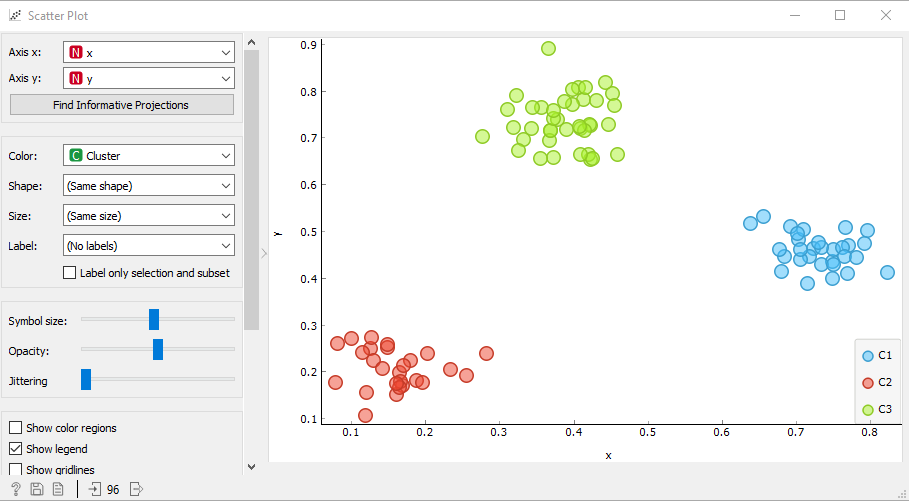 Scatter Plot
Axis x: N x
Axis y: N y
Find Informative Projections
Color: C Cluster
Shape: (Same shape)
Size: (Same size)
Label: (No labels)
Label only selection and subset
Symbol size:
Opacity:
Jittering
Show color regions
Show legend
Show gridlines
? 96
0.9
0.8
0.7
0.6
0.5
0.4
0.3
0.2
0.1
y
0.1 0.2 0.3 0.4 0.5 0.6 0.7 0.8
x
C1
C2
C3